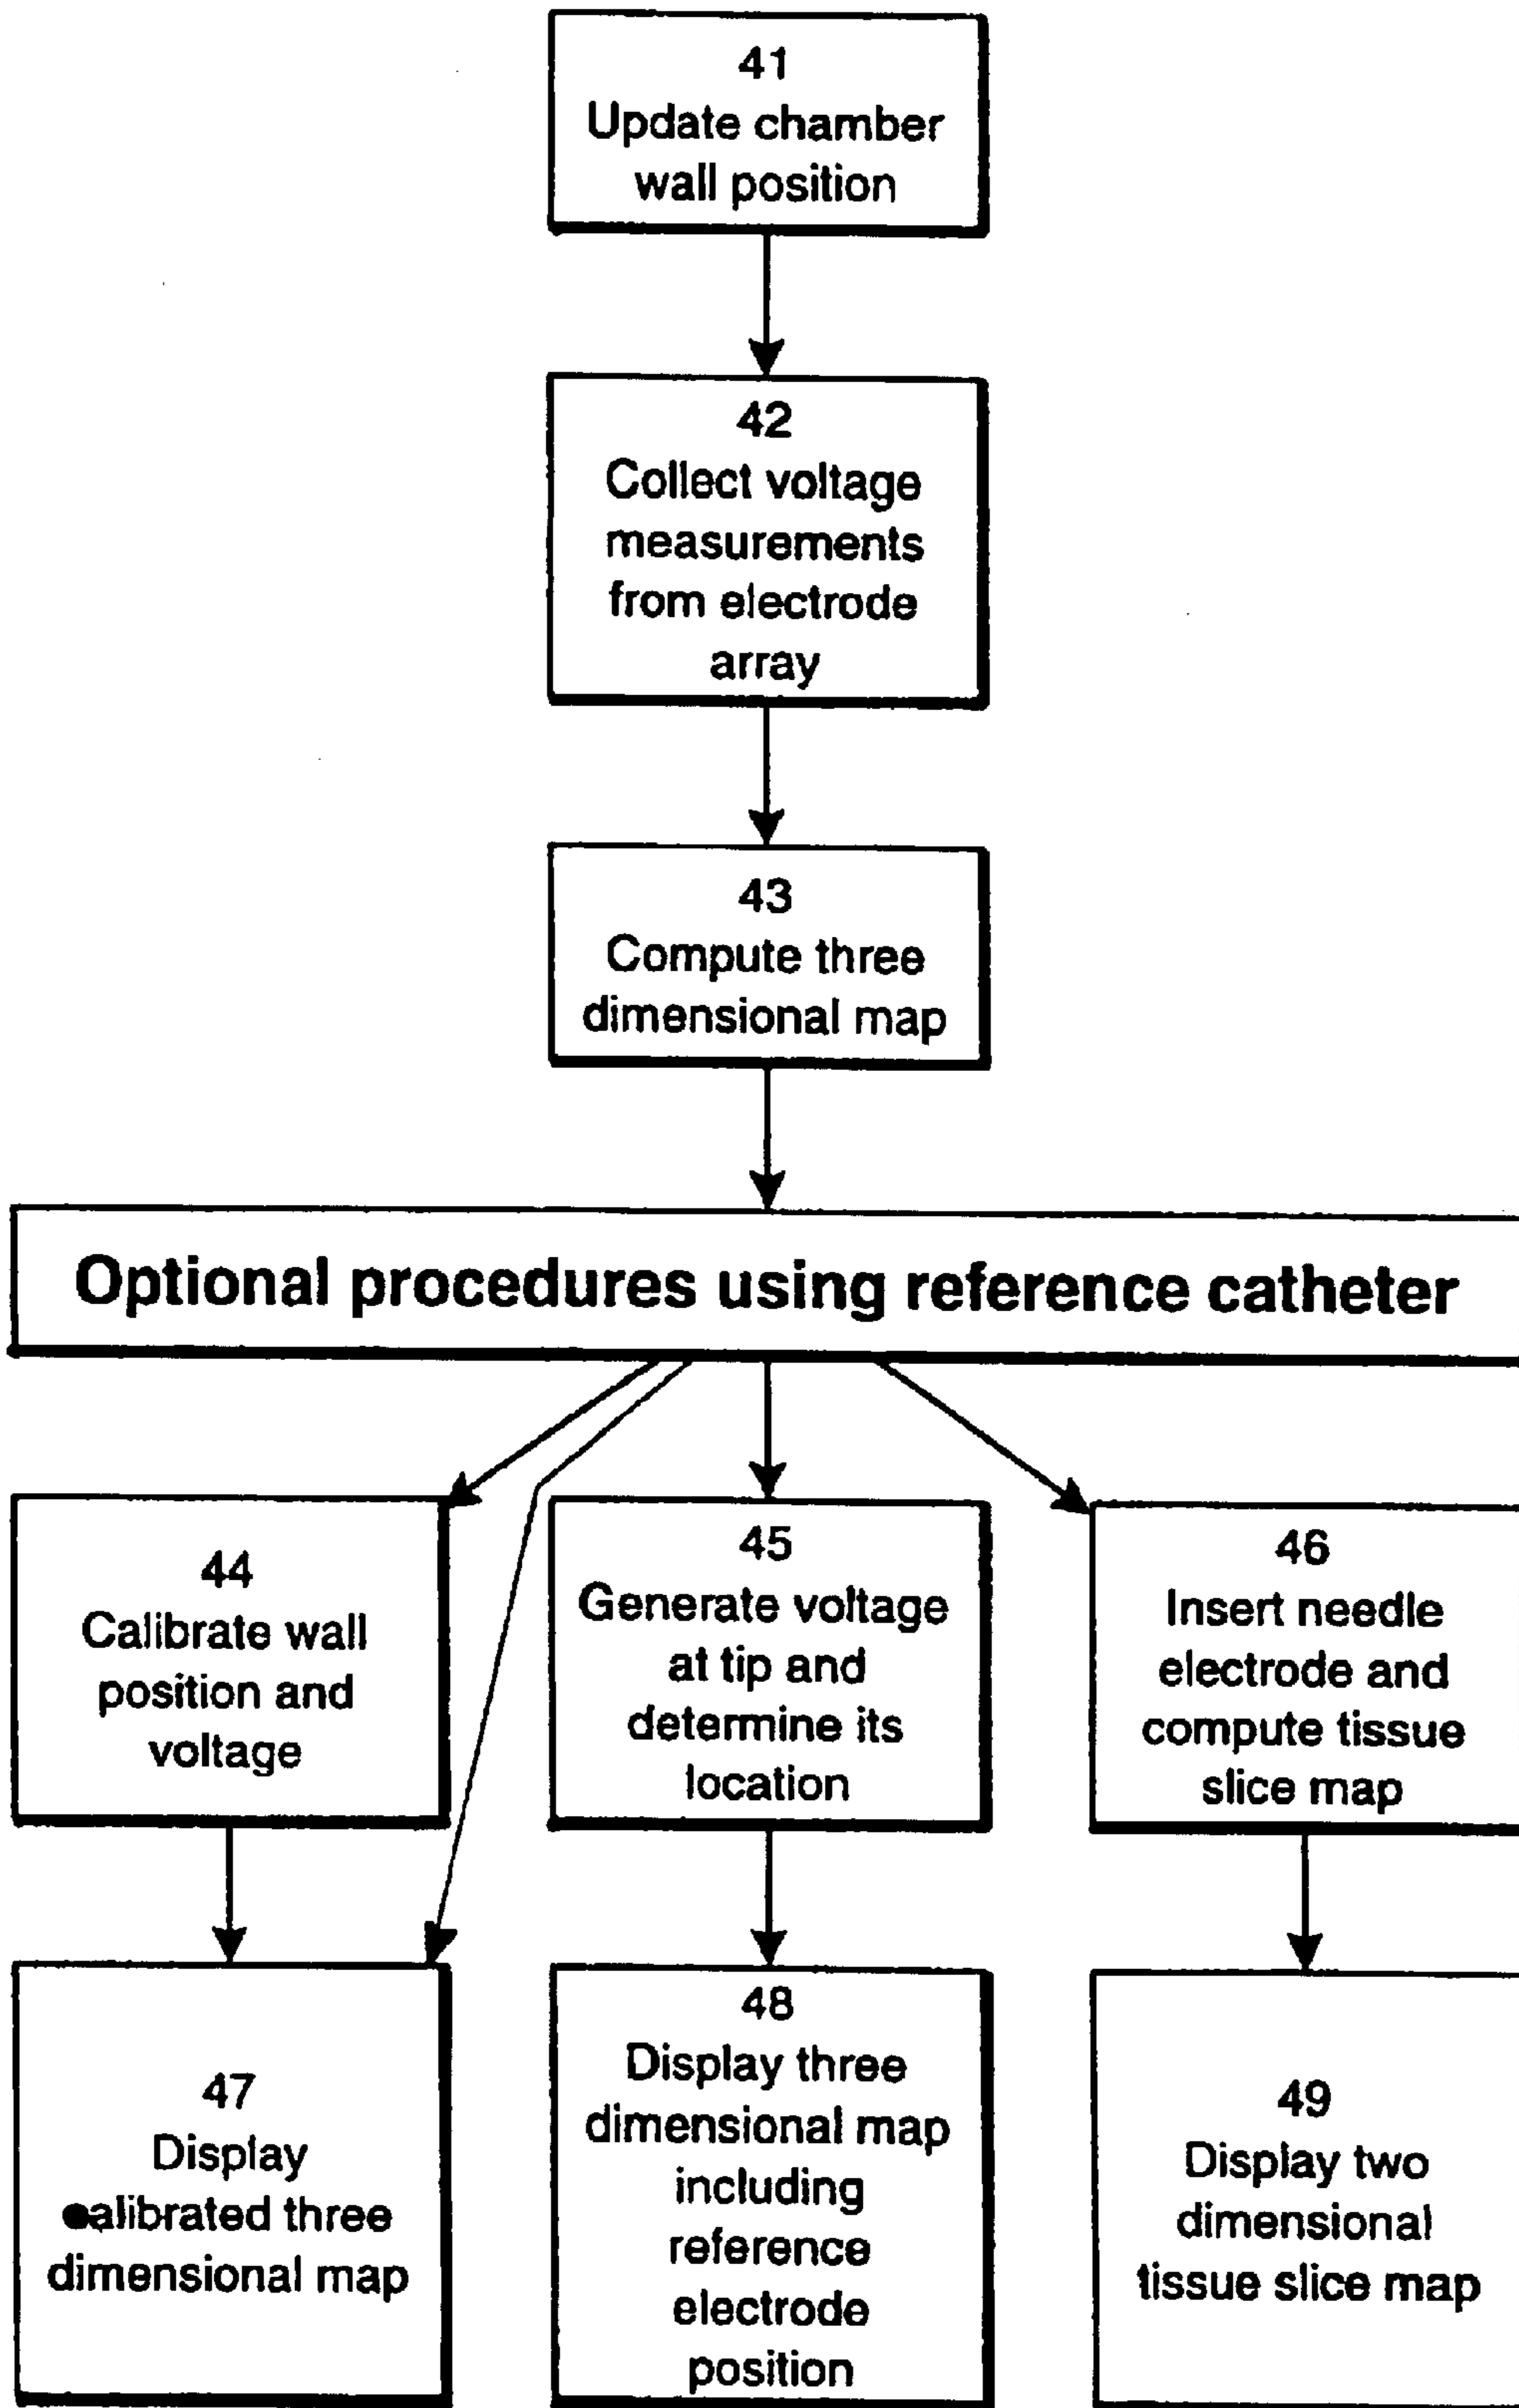 41
Update chamber
wall position
42
Collect voltage
measurements
from electrode
array
43
Compute three
dimensional map
Optional procedures using reference catheter
44
Calibrate wall
position and
voltage
45
Generate voltage
at tip and
determine its
location
46
Insert needle
electrode and
compute tissue
slice map
47
Display
calibrated three
dimensional map
48
Display three
dimensional map
including
reference
electrode
position
49
Display two
dimensional
tissue slice map